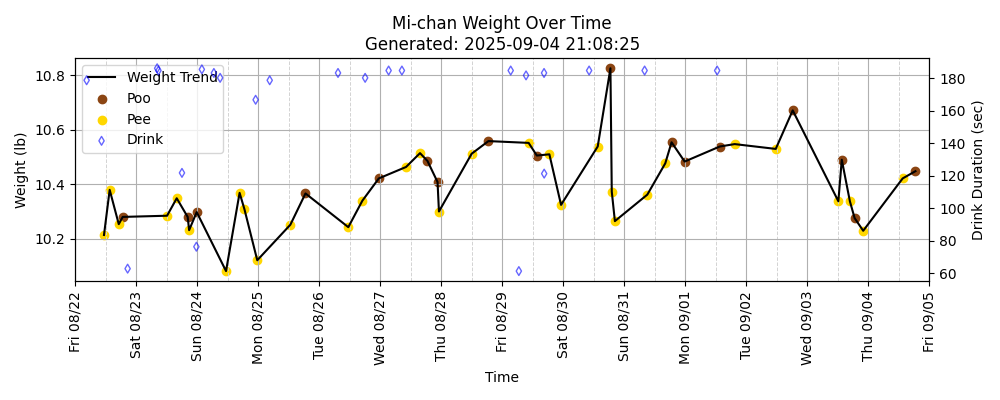 Mi-chan Weight Over Time
Generated: 2025-09-04 21:08:25
Weight (lb)
10.8
10.6
10.4
10.2
Weight Trend
Poo
Pee
Drink
180
160
140
120
100
80
60
Drink Duration (sec)
Fri 08/22
Sat 08/23
Sun 08/24
Mon 08/25
Tue 08/26
Wed 08/27
Thu 08/28
Fri 08/29
Sat 08/30
Sun 08/31
Mon 09/01
Tue 09/02
Wed 09/03
Thu 09/04
Fri 09/05
Time